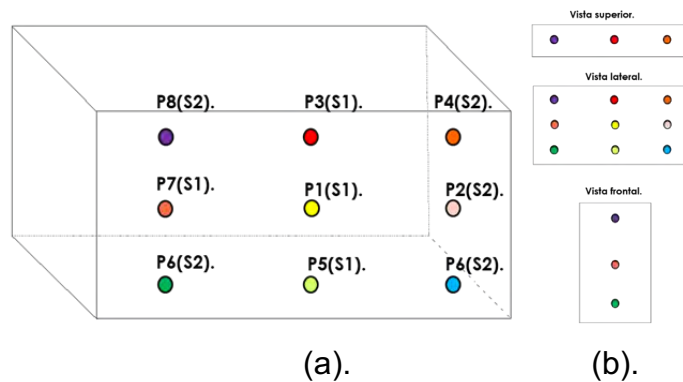 P8(S2). P3(S1). P4(S2).
P7(S1). P1(S1). P2(S2).
P6(S2). P5(S1). P6(S2).
(a).
Vista superior.
Vista lateral.
Vista frontal.
(b).